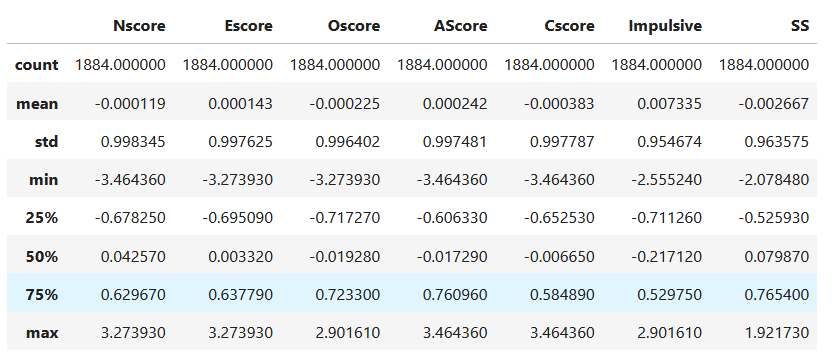 Nscore Escore Oscore AScore Cscore Impulsive SS
count 1884.000000 1884.000000 1884.000000 1884.000000 1884.000000 1884.000000 1884.000000
mean -0.000119 0.000143 -0.000225 0.000242 -0.000383 0.007335 -0.002667
std 0.998345 0.997625 0.996402 0.997481 0.997787 0.954674 0.963575
min -3.464360 -3.273930 -3.273930 -3.464360 -3.464360 -2.555240 -2.078480
25% -0.678250 -0.695090 -0.717270 -0.606330 -0.652530 -0.711260 -0.525930
50% 0.042570 0.003320 -0.019280 -0.017290 -0.006650 -0.217120 0.079870
75% 0.629670 0.637790 0.723300 0.760960 0.584890 0.529750 0.765400
max 3.273930 3.273930 2.901610 3.464360 3.464360 2.901610 1.921730